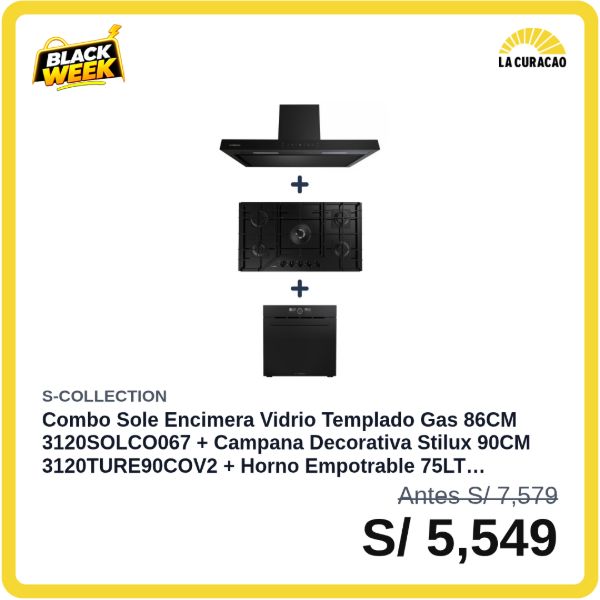 BLACK
WEEK
LA CURACAO
+
+
S-COLLECTION
Combo Sole Encimera Vidrio Templado Gas 86CM
3120SOLCO067 + Campana Decorativa Stilux 90CM
3120TURE90COV2 + Horno Empotrable 75LT…
Antes S/ 7,579
S/ 5,549